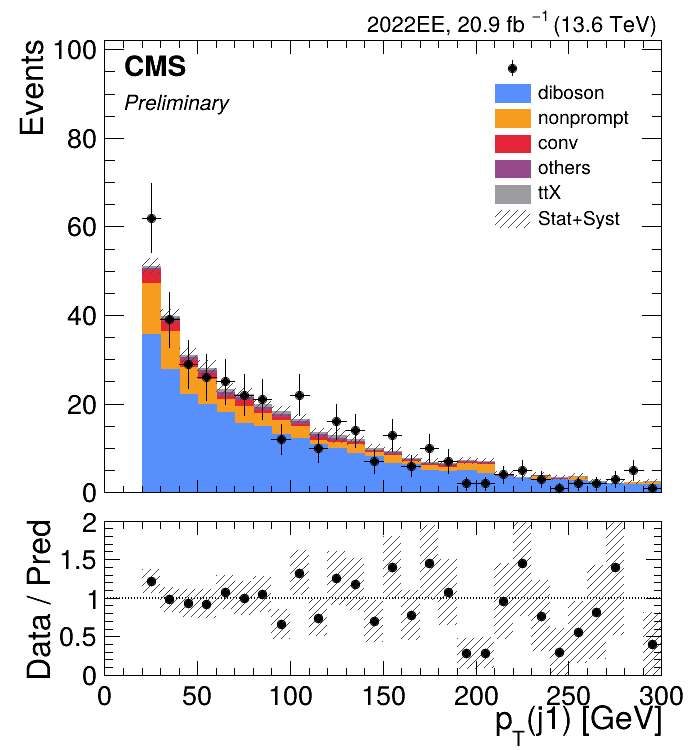 2022EE, 20.9 fb⁻¹ (13.6 TeV)
CMS
Preliminary
Events
100
80
60
40
20
0
diboson
nonprompt
conv
others
ttX
Stat+Syst
Data / Pred
2
1.5
1
0.5
0
0 50 100 150 200 250 300
p_T(j1) [GeV]